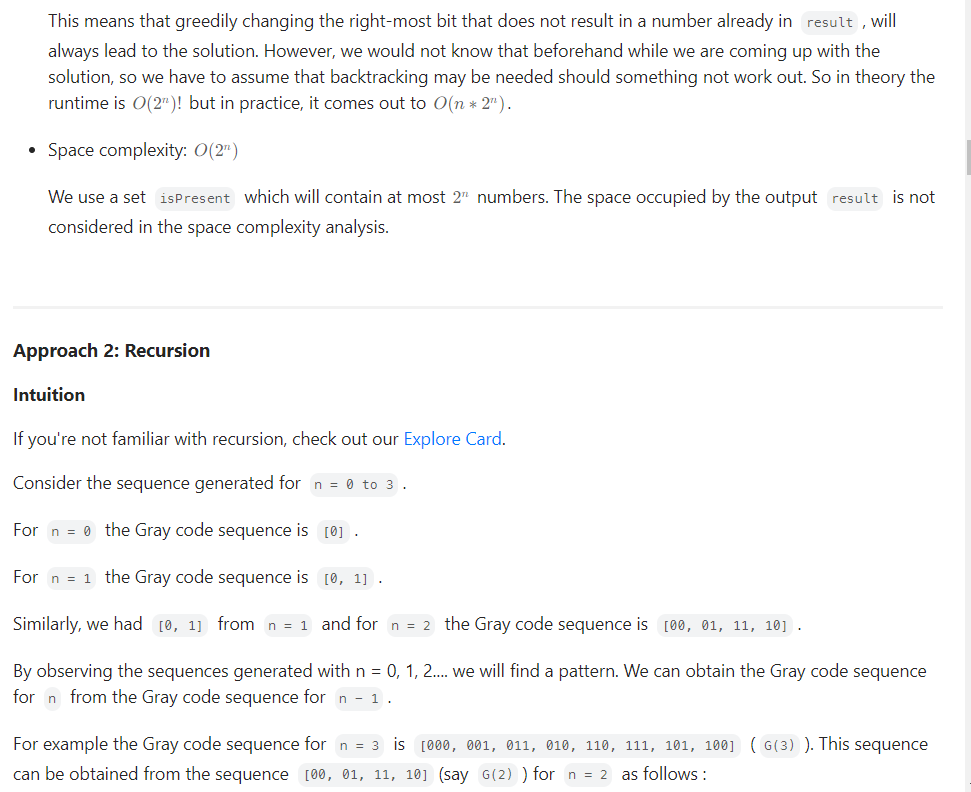 This means that greedily changing the right-most bit that does not result in a number already in result , will
always lead to the solution. However, we would not know that beforehand while we are coming up with the
solution, so we have to assume that backtracking may be needed should something not work out. So in theory the
runtime is O(2ⁿ)! but in practice, it comes out to O(n ∗ 2ⁿ).
• Space complexity: O(2ⁿ)
We use a set isPresent which will contain at most 2ⁿ numbers. The space occupied by the output result is not
considered in the space complexity analysis.
Approach 2: Recursion
Intuition
If you're not familiar with recursion, check out our Explore Card.
Consider the sequence generated for n = 0 to 3 .
For n = 0 the Gray code sequence is [0] .
For n = 1 the Gray code sequence is [0, 1] .
Similarly, we had [0, 1] from n = 1 and for n = 2 the Gray code sequence is [00, 01, 11, 10] .
By observing the sequences generated with n = 0, 1, 2.... we will find a pattern. We can obtain the Gray code sequence
for n from the Gray code sequence for n - 1 .
For example the Gray code sequence for n = 3 is [000, 001, 011, 010, 110, 111, 101, 100] ( G(3) ). This sequence
can be obtained from the sequence [00, 01, 11, 10] (say G(2) ) for n = 2 as follows :